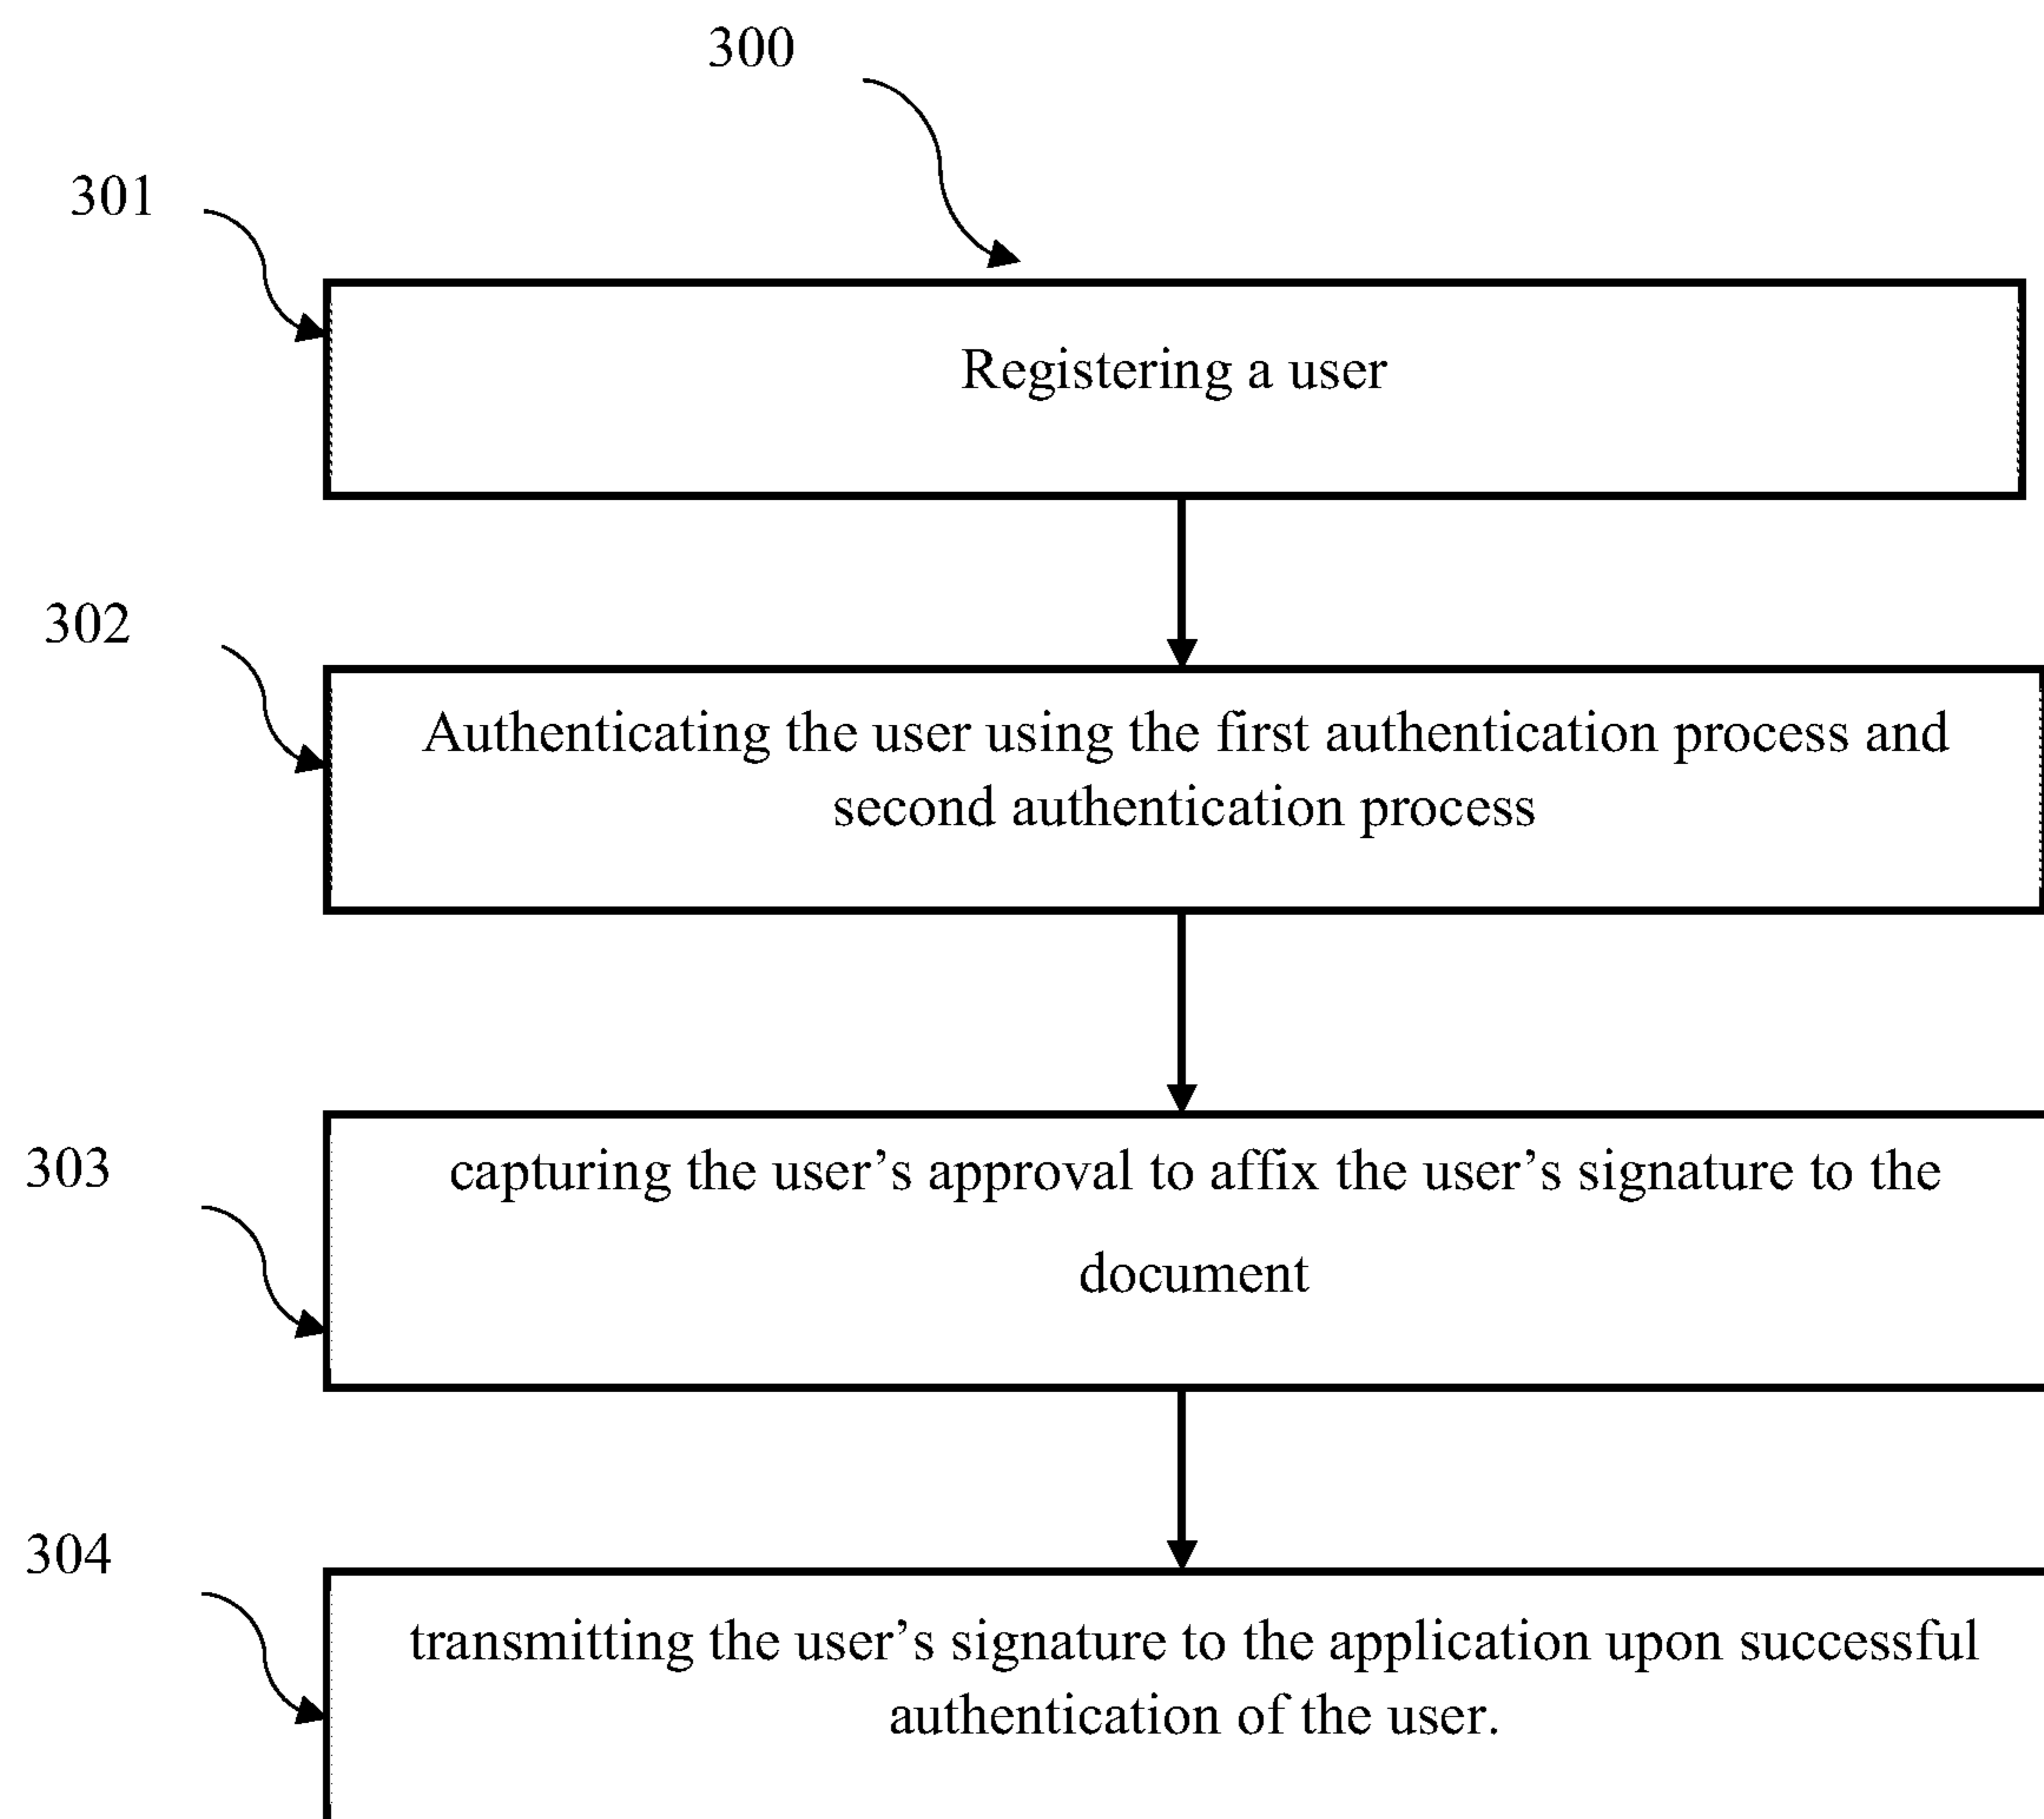 300
301
Registering a user
302
Authenticating the user using the first authentication process and
second authentication process
303
capturing the user’s approval to affix the user’s signature to the
document
304
transmitting the user’s signature to the application upon successful
authentication of the user.